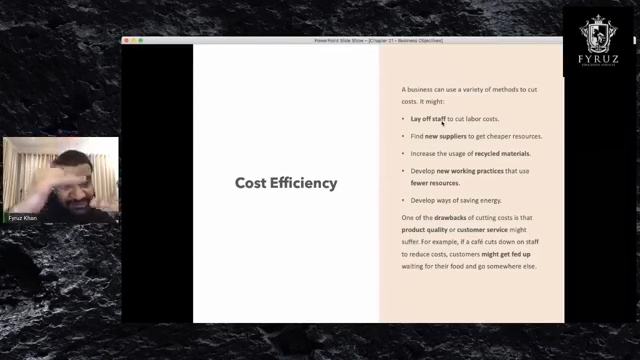 PowerPoint Slide Show - [Chapter 21 - Business Objectives]
FYRUZ
Fyruz Khan
Cost Efficiency
A business can use a variety of methods to cut
costs. It might:
• Lay off staff to cut labor costs.
• Find new suppliers to get cheaper resources.
• Increase the usage of recycled materials.
• Develop new working practices that use
fewer resources.
• Develop ways of saving energy.
One of the drawbacks of cutting costs is that
product quality or customer service might
suffer. For example, if a café cuts down on staff
to reduce costs, customers might get fed up
waiting for their food and go somewhere else.